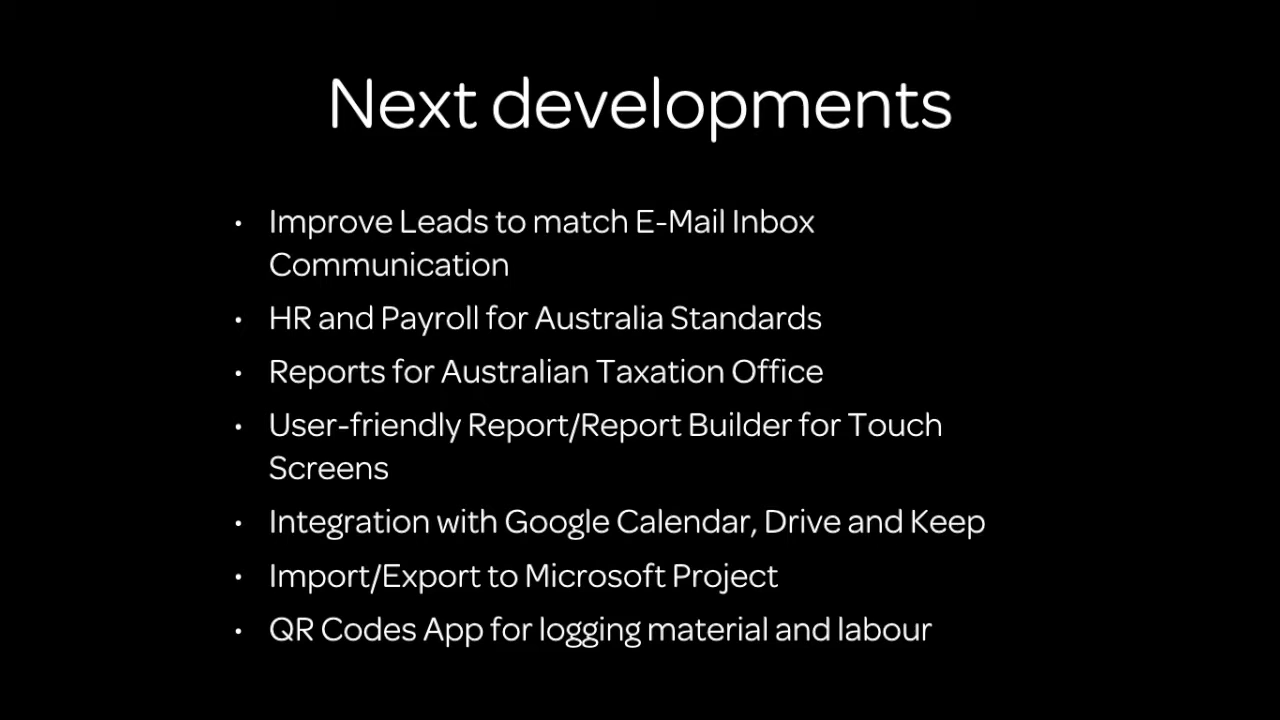 Next developments
• Improve Leads to match E-Mail Inbox
Communication
• HR and Payroll for Australia Standards
• Reports for Australian Taxation Office
• User-friendly Report/Report Builder for Touch
Screens
• Integration with Google Calendar, Drive and Keep
• Import/Export to Microsoft Project
• QR Codes App for logging material and labour